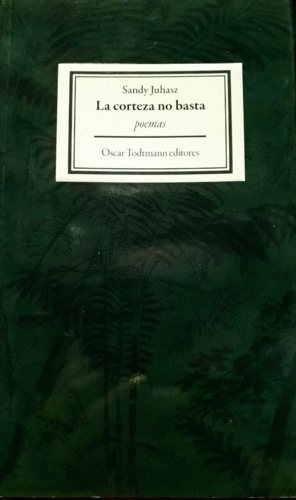 Sandy Juhasz
La corteza no basta
poemas
Oscar Todtmann editores